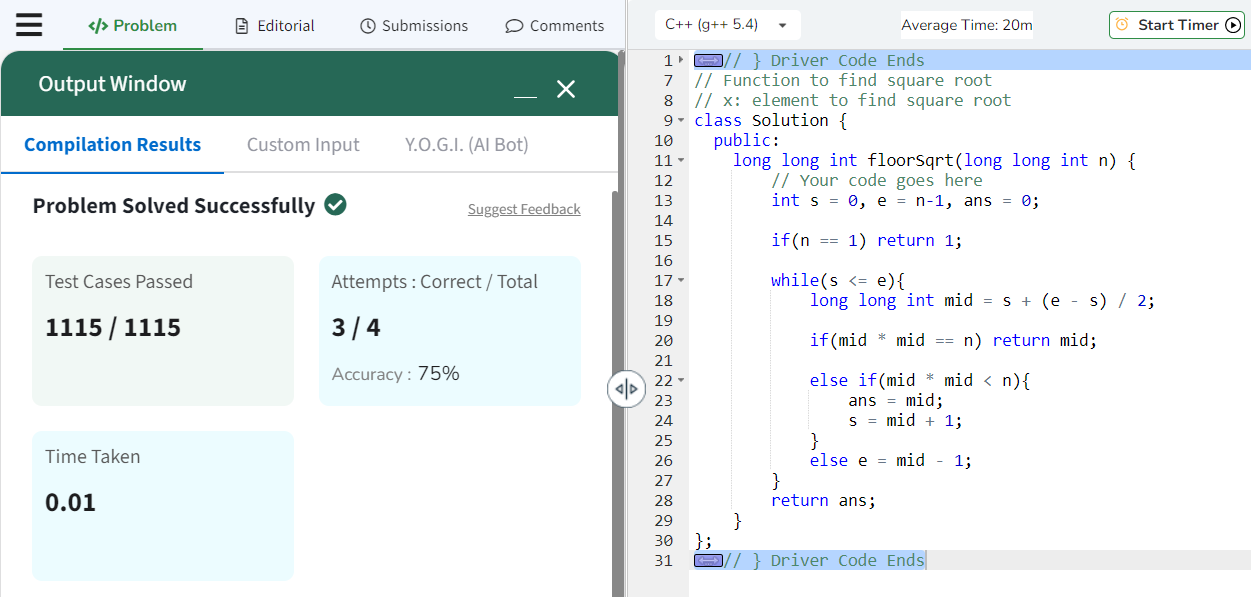 </> Problem
Editorial
Submissions
Comments
Output Window
Compilation Results
Custom Input
Y.O.G.I. (AI Bot)
Problem Solved Successfully
Suggest Feedback
Test Cases Passed
1115 / 1115
Attempts : Correct / Total
3 / 4
Accuracy : 75%
Time Taken
0.01
C++ (g++ 5.4)
Average Time: 20m
Start Timer
1 // } Driver Code Ends
7 // Function to find square root
8 // x: element to find square root
9 class Solution {
10 public:
11 long long int floorSqrt(long long int n) {
12 // Your code goes here
13 int s = 0, e = n-1, ans = 0;
14
15 if(n == 1) return 1;
16
17 while(s <= e){
18 long long int mid = s + (e - s) / 2;
19
20 if(mid * mid == n) return mid;
21
22 else if(mid * mid < n){
23 ans = mid;
24 s = mid + 1;
25 }
26 else e = mid - 1;
27 }
28 return ans;
29 }
30 };
31 // } Driver Code Ends